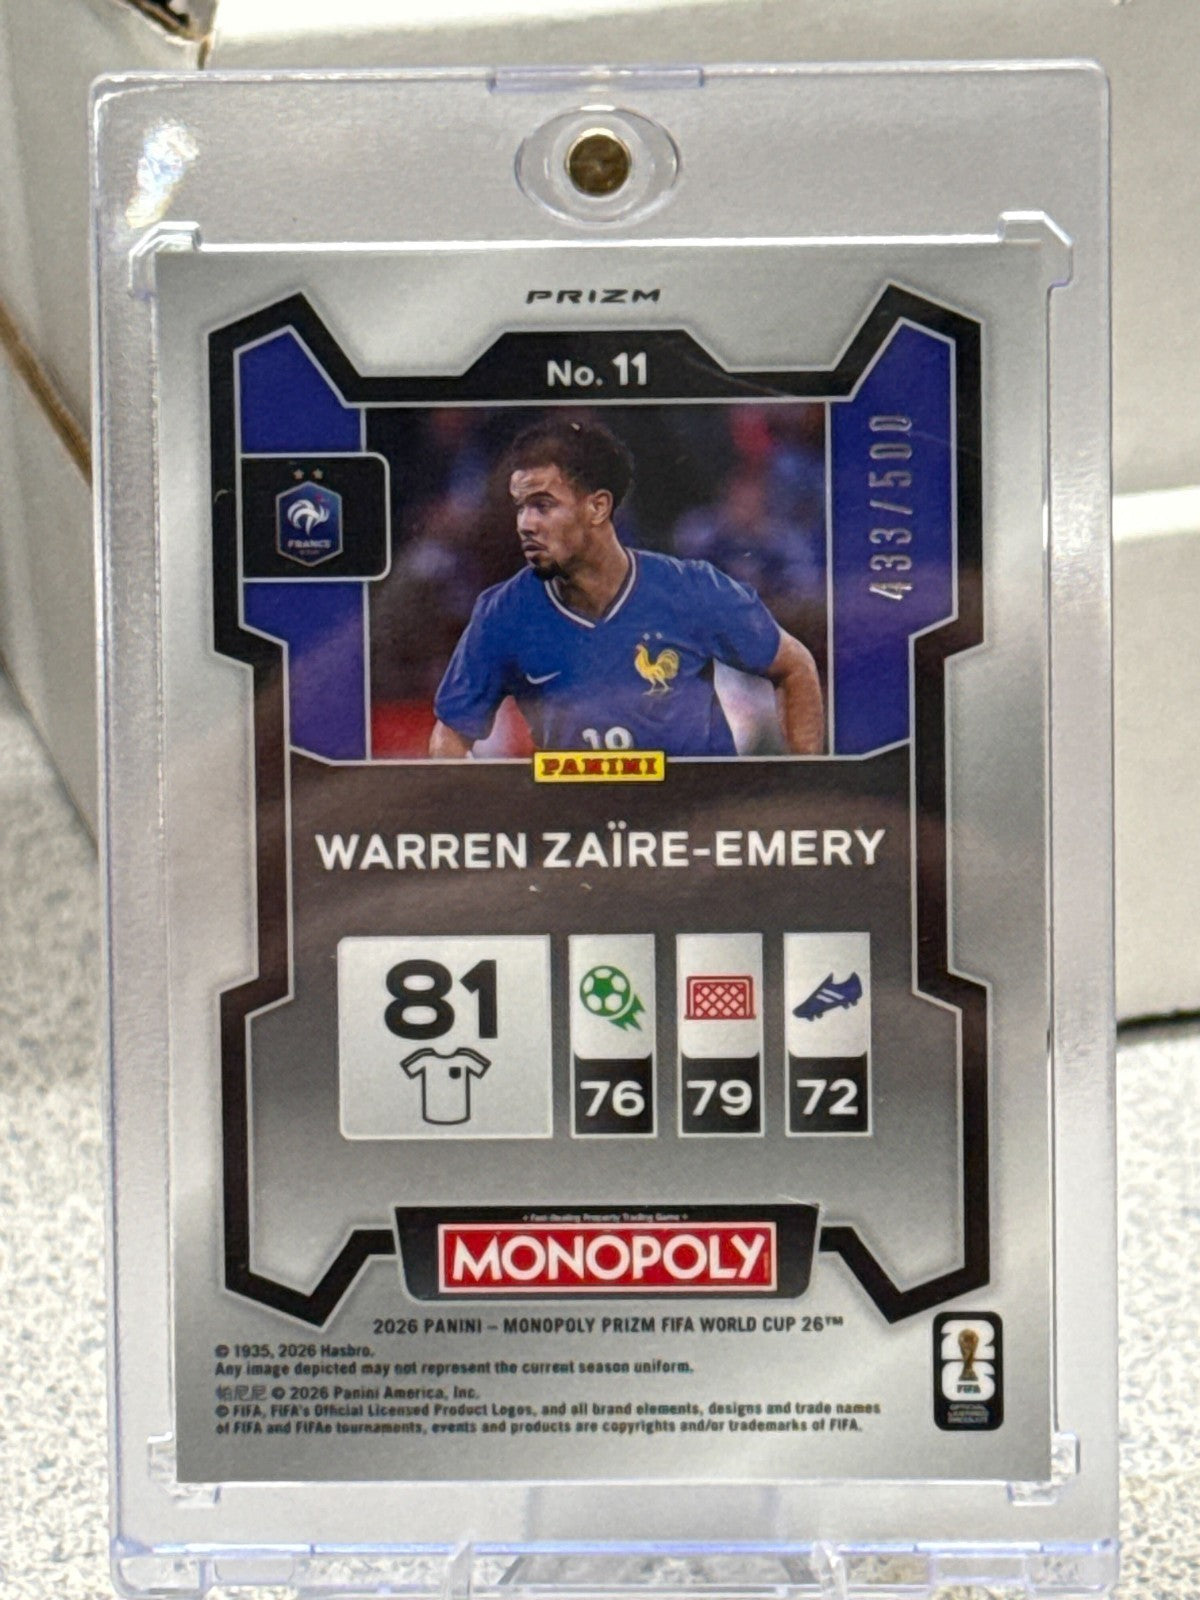 PRIZM
No. 11
433/500
FRANCE
19
PANINI
WARREN ZAÏRE-EMERY
81
76 79 72
Fast-Dealing Property Trading Game
MONOPOLY
2026 PANINI – MONOPOLY PRIZM FIFA WORLD CUP 26™
© 1935, 2026 Hasbro.
Any image depicted may not represent the current season uniform.
帕尼尼 © 2026 Panini America, Inc.
© FIFA, FIFA's Official Licensed Product Logos, and all brand elements, designs and trade names
of FIFA and FIFAe tournaments, events and products are copyrights and/or trademarks of FIFA.
26
FIFA
OFFICIAL
LICENSED
PRODUCT